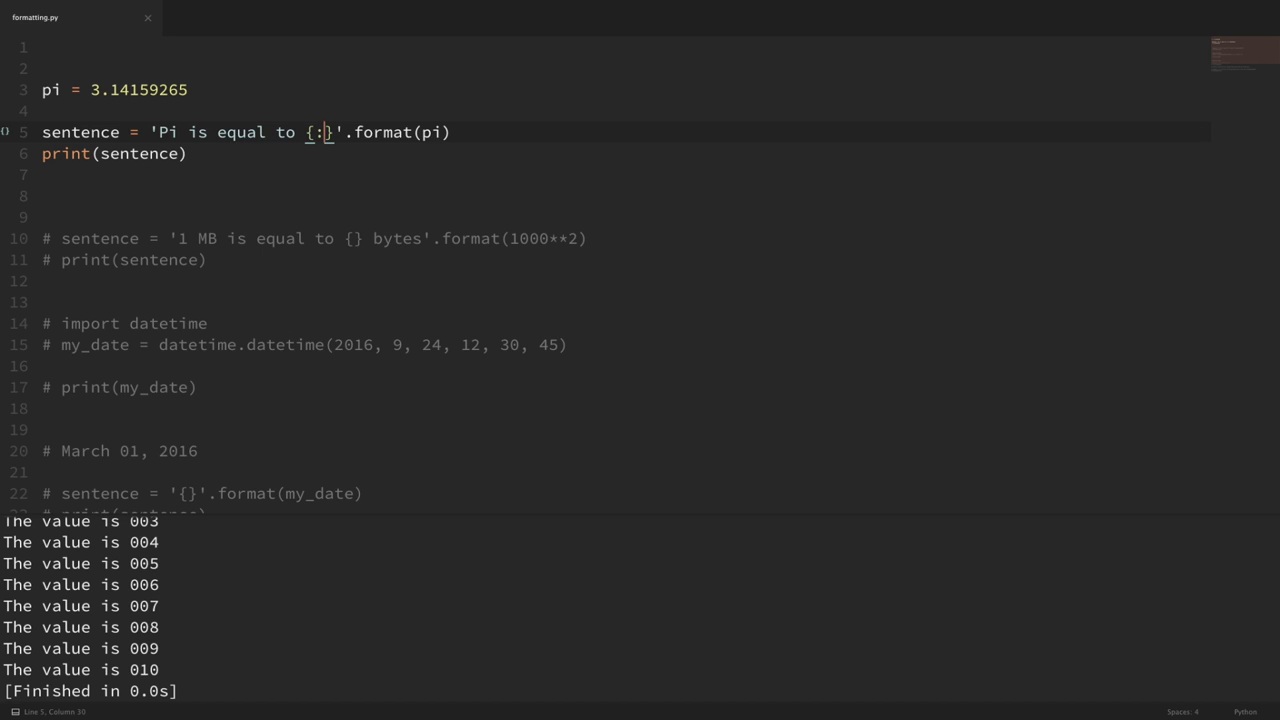 formatting.py ×
1
2
3 pi = 3.14159265
4
{} 5 sentence = 'Pi is equal to {:}'.format(pi)
6 print(sentence)
7
8
9
10 # sentence = '1 MB is equal to {} bytes'.format(1000**2)
11 # print(sentence)
12
13
14 # import datetime
15 # my_date = datetime.datetime(2016, 9, 24, 12, 30, 45)
16
17 # print(my_date)
18
19
20 # March 01, 2016
21
22 # sentence = '{}'.format(my_date)
23 # print(sentence)
The value is 003
The value is 004
The value is 005
The value is 006
The value is 007
The value is 008
The value is 009
The value is 010
[Finished in 0.0s]
Line 5, Column 30 Spaces: 4 Python